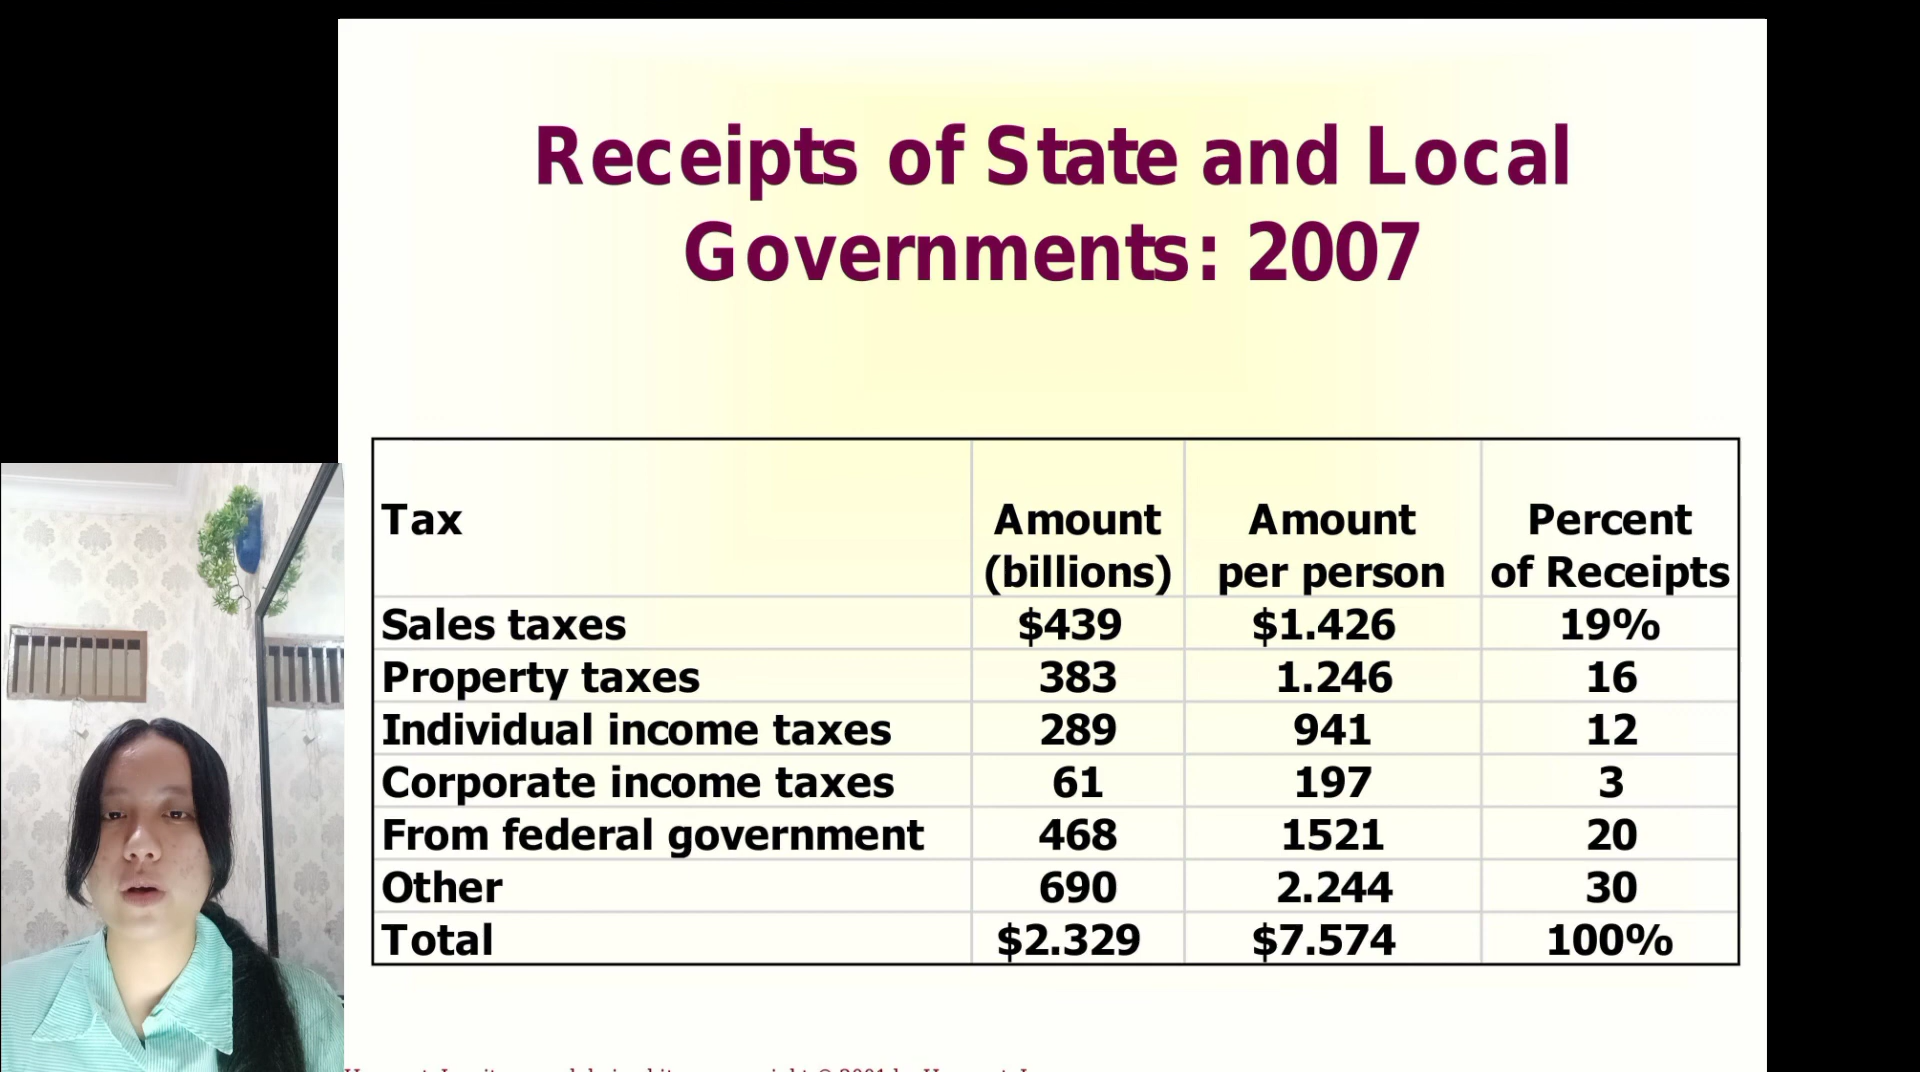 Receipts of State and Local
Governments: 2007
Tax Amount (billions) Amount per person Percent of Receipts
Sales taxes $439 $1.426 19%
Property taxes 383 1.246 16
Individual income taxes 289 941 12
Corporate income taxes 61 197 3
From federal government 468 1521 20
Other 690 2.244 30
Total $2.329 $7.574 100%